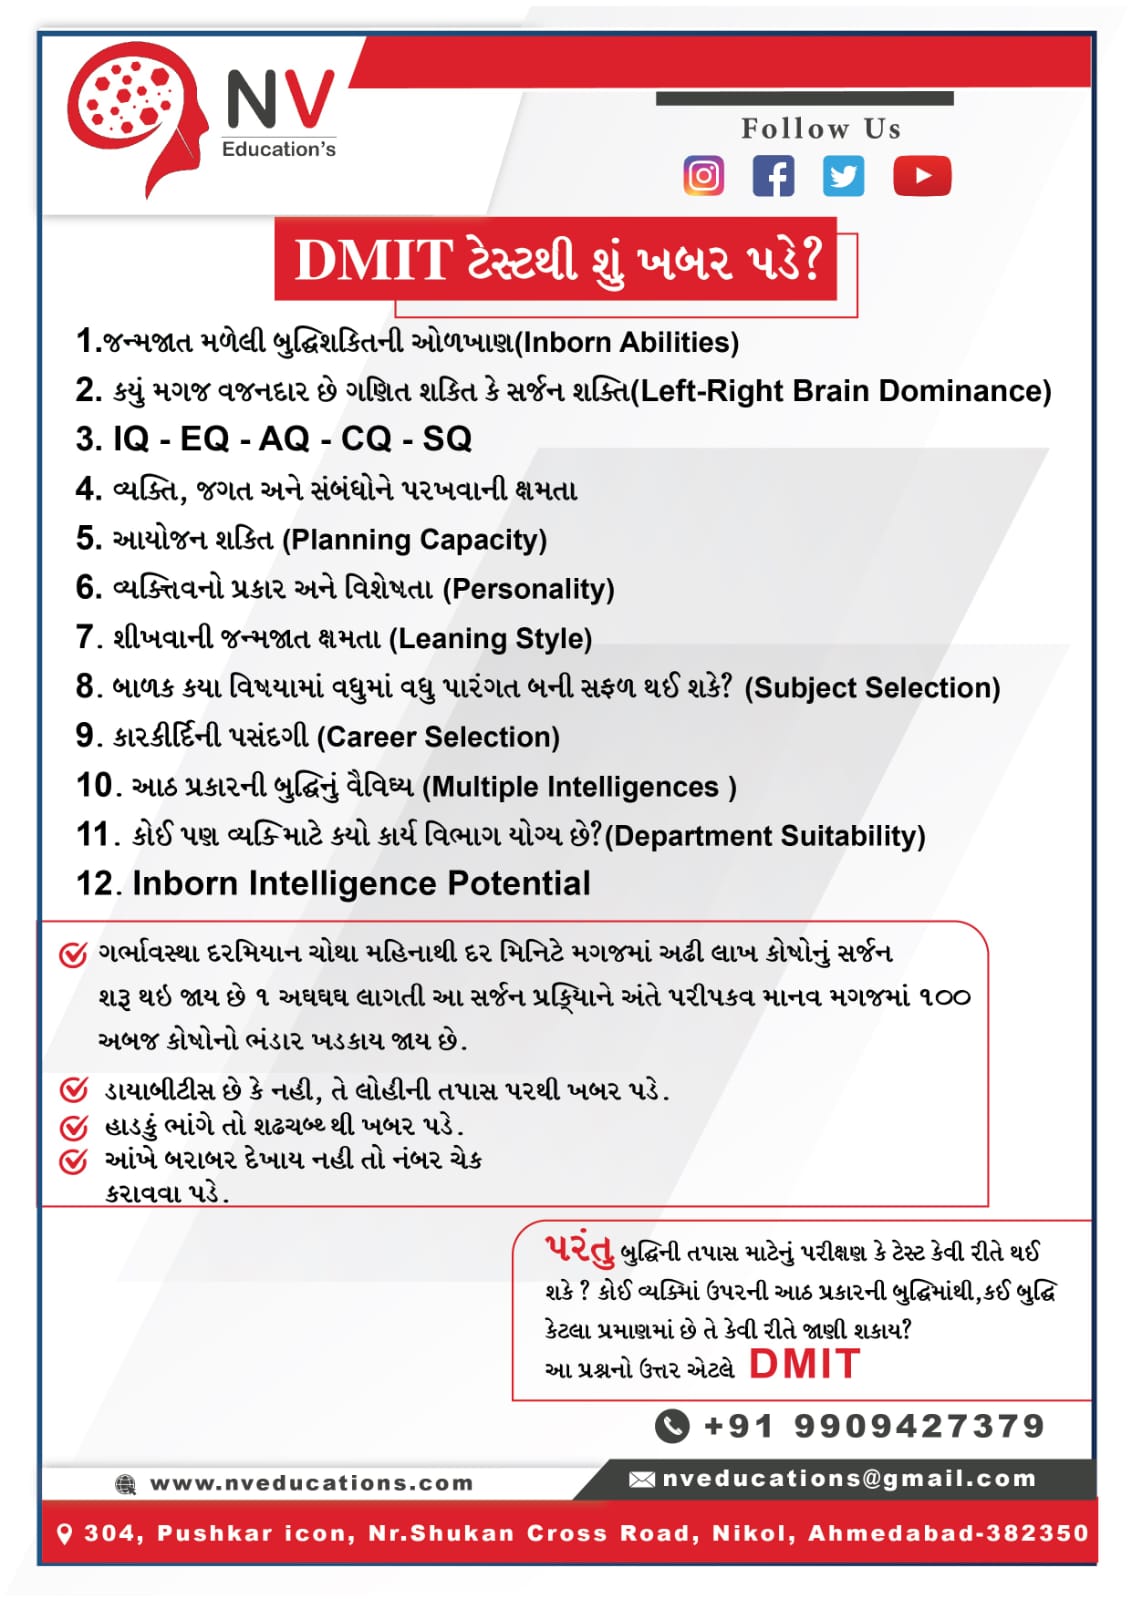 NV
Education's
Follow Us
DMIT ટેસ્ટથી શું ખબર પડે?
1.જન્મજાત મળેલી બુદ્ધિશકિતની ઓળખાણ(Inborn Abilities)
2. કયું મગજ વજનદાર છે ગણિત શકિત કે સર્જન શક્તિ(Left-Right Brain Dominance)
3. IQ - EQ - AQ - CQ - SQ
4. વ્યક્તિ, જગત અને સંબંધોને પરખવાની ક્ષમતા
5. આયોજન શકિત (Planning Capacity)
6. વ્યક્ત્તિવનો પ્રકાર અને વિશેષતા (Personality)
7. શીખવાની જન્મજાત ક્ષમતા (Leaning Style)
8. બાળક કયા વિષયામાં વધુમાં વધુ પારંગત બની સફળ થઈ શકે? (Subject Selection)
9. કારકીર્દિની પસંદગી (Career Selection)
10. આઠ પ્રકારની બુદ્ધિનું વૈવિઘ્ય (Multiple Intelligences )
11. કોઈ પણ વ્યક્મિાટે કયો કાર્ય વિભાગ યોગ્ય છે?(Department Suitability)
12. Inborn Intelligence Potential
ગર્ભાવસ્થા દરમિયાન ચોથા મહિનાથી દર મિનિટે મગજમાં અઢી લાખ કોષોનું સર્જન
શરૂ થઇ જાય છે ૧ અઘઘઘ લાગતી આ સર્જન પ્રક્રિયાને અંતે પરીપકવ માનવ મગજમાં ૧૦૦
અબજ કોષોનો ભંડાર ખડકાય જાય છે.
ડાયાબીટીસ છે કે નહી, તે લોહીની તપાસ પરથી ખબર પડે.
હાડકું ભાંગે તો શઢચબ્થ થી ખબર પડે.
આંખે બરાબર દેખાય નહી તો નંબર ચેક
કરાવવા પડે.
પરંતુ બુદ્ધિની તપાસ માટેનું પરીક્ષણ કે ટેસ્ટ કેવી રીતે થઈ
શકે ? કોઈ વ્યક્મિાં ઉપરની આઠ પ્રકારની બુદ્ધિમાંથી,કઈ બુદ્ધિ
કેટલા પ્રમાણમાં છે તે કેવી રીતે જાણી શકાય?
આ પ્રશ્નનો ઉત્તર એટલે DMIT
+91 9909427379
www.nveducations.com
nveducations@gmail.com
304, Pushkar icon, Nr.Shukan Cross Road, Nikol, Ahmedabad-382350